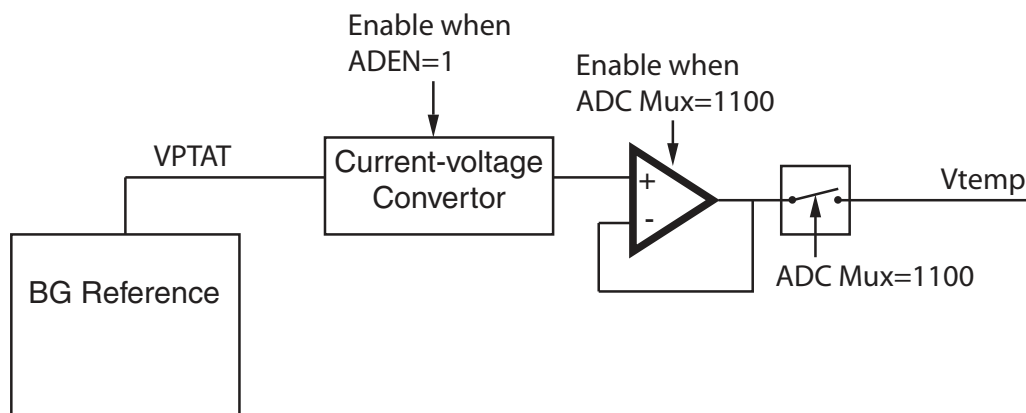 Enable when
ADEN=1
Enable when
ADC Mux=1100
VPTAT
Current-voltage
Convertor
+
-
Vtemp
ADC Mux=1100
BG Reference